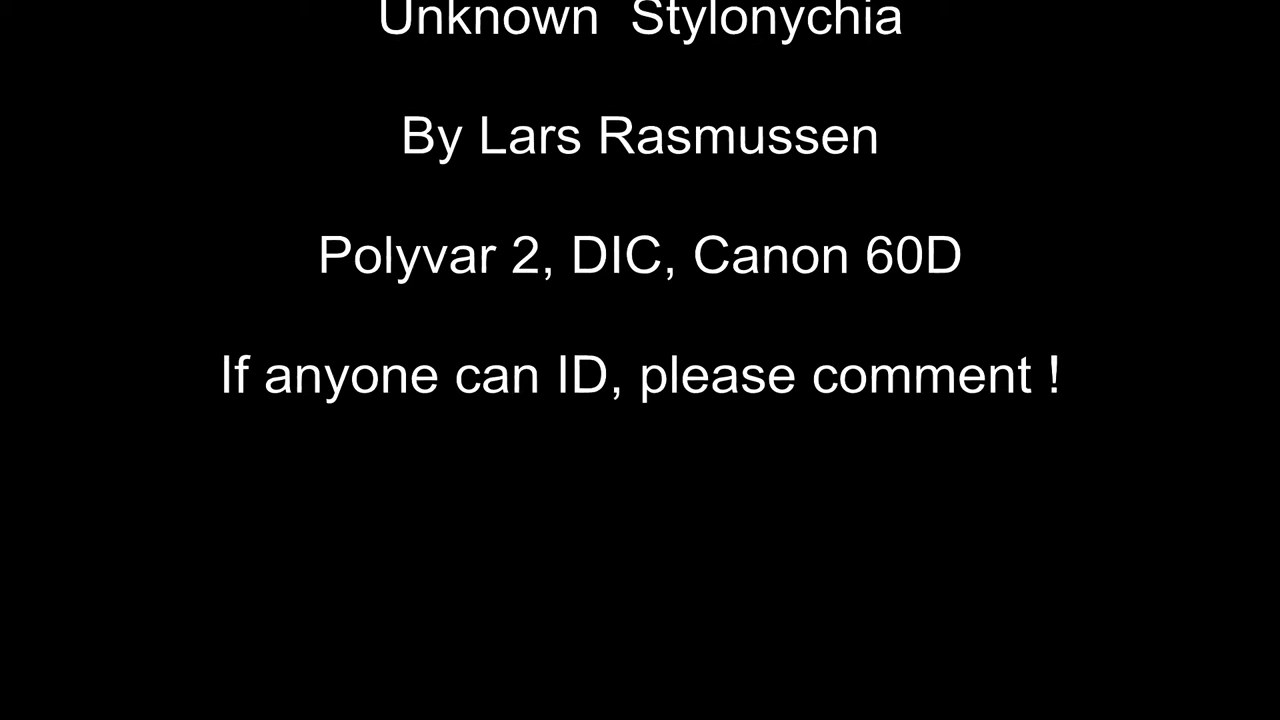 Unknown  Stylonychia
By Lars Rasmussen
Polyvar 2, DIC, Canon 60D
If anyone can ID, please comment !